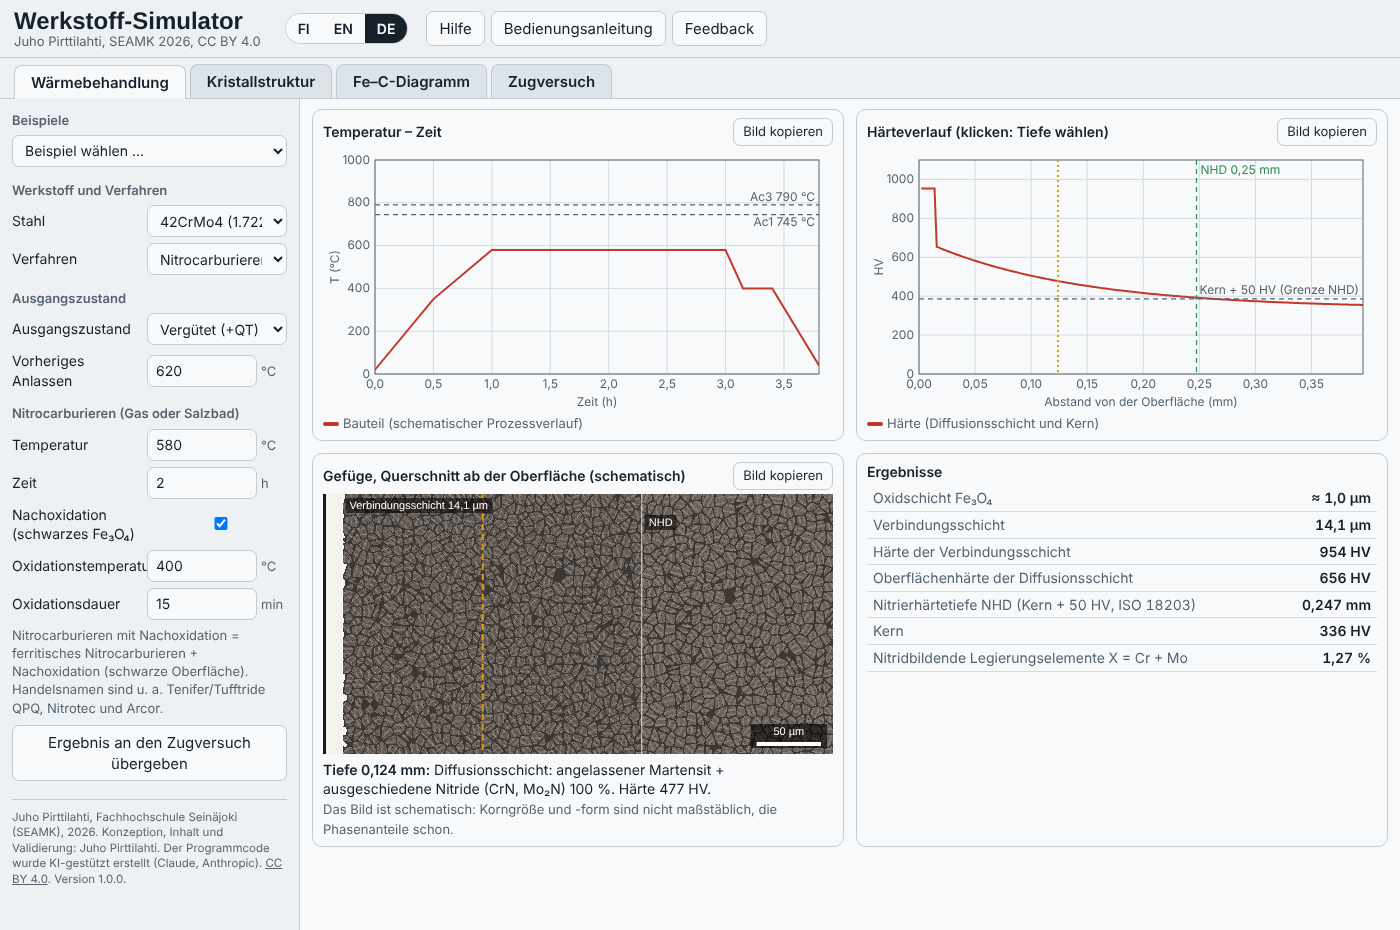 Werkstoff-Simulator
Juho Pirttilahti, SEAMK 2026, CC BY 4.0
FI EN DE
Hilfe
Bedienungsanleitung
Feedback
Wärmebehandlung
Kristallstruktur
Fe–C-Diagramm
Zugversuch
Beispiele
Beispiel wählen ...
Werkstoff und Verfahren
Stahl 42CrMo4 (1.722
Verfahren Nitrocarburieren
Ausgangszustand
Ausgangszustand Vergütet (+QT)
Vorheriges
Anlassen
620 °C
Nitrocarburieren (Gas oder Salzbad)
Temperatur 580 °C
Zeit 2 h
Nachoxidation
(schwarzes Fe₃O₄)
Oxidationstemperatu 400 °C
Oxidationsdauer 15 min
Nitrocarburieren mit Nachoxidation =
ferritisches Nitrocarburieren +
Nachoxidation (schwarze Oberfläche).
Handelsnamen sind u. a. Tenifer/Tufftride
QPQ, Nitrotec und Arcor.
Ergebnis an den Zugversuch
übergeben
Juho Pirttilahti, Fachhochschule Seinäjoki
(SEAMK), 2026. Konzeption, Inhalt und
Validierung: Juho Pirttilahti. Der Programmcode
wurde KI-gestützt erstellt (Claude, Anthropic). CC
BY 4.0. Version 1.0.0.
Temperatur – Zeit
Bild kopieren
1000
800
600
400
200
0
T (°C)
Ac3 790 °C
Ac1 745 °C
0,0 0,5 1,0 1,5 2,0 2,5 3,0 3,5
Zeit (h)
Bauteil (schematischer Prozessverlauf)
Härteverlauf (klicken: Tiefe wählen)
Bild kopieren
1000
800
600
400
200
0
HV
NHD 0,25 mm
Kern + 50 HV (Grenze NHD)
0,00 0,05 0,10 0,15 0,20 0,25 0,30 0,35
Abstand von der Oberfläche (mm)
Härte (Diffusionsschicht und Kern)
Gefüge, Querschnitt ab der Oberfläche (schematisch)
Bild kopieren
Verbindungsschicht 14,1 µm
NHD
50 µm
Tiefe 0,124 mm: Diffusionsschicht: angelassener Martensit +
ausgeschiedene Nitride (CrN, Mo₂N) 100 %. Härte 477 HV.
Das Bild ist schematisch: Korngröße und -form sind nicht maßstäblich, die
Phasenanteile schon.
Ergebnisse
Oxidschicht Fe₃O₄ ≈ 1,0 µm
Verbindungsschicht 14,1 µm
Härte der Verbindungsschicht 954 HV
Oberflächenhärte der Diffusionsschicht 656 HV
Nitrierhärtetiefe NHD (Kern + 50 HV, ISO 18203) 0,247 mm
Kern 336 HV
Nitridbildende Legierungselemente X = Cr + Mo 1,27 %